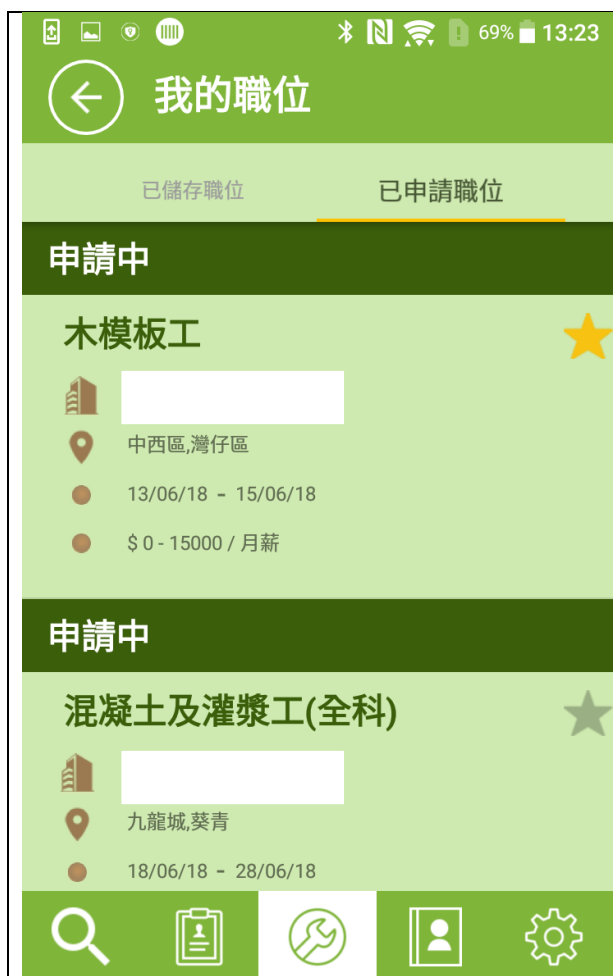 69% 13:23
我的職位
已儲存職位 已申請職位
申請中
木模板工
中西區,灣仔區
13/06/18 - 15/06/18
$ 0 - 15000 / 月薪
申請中
混凝土及灌漿工(全科)
九龍城,葵青
18/06/18 - 28/06/18